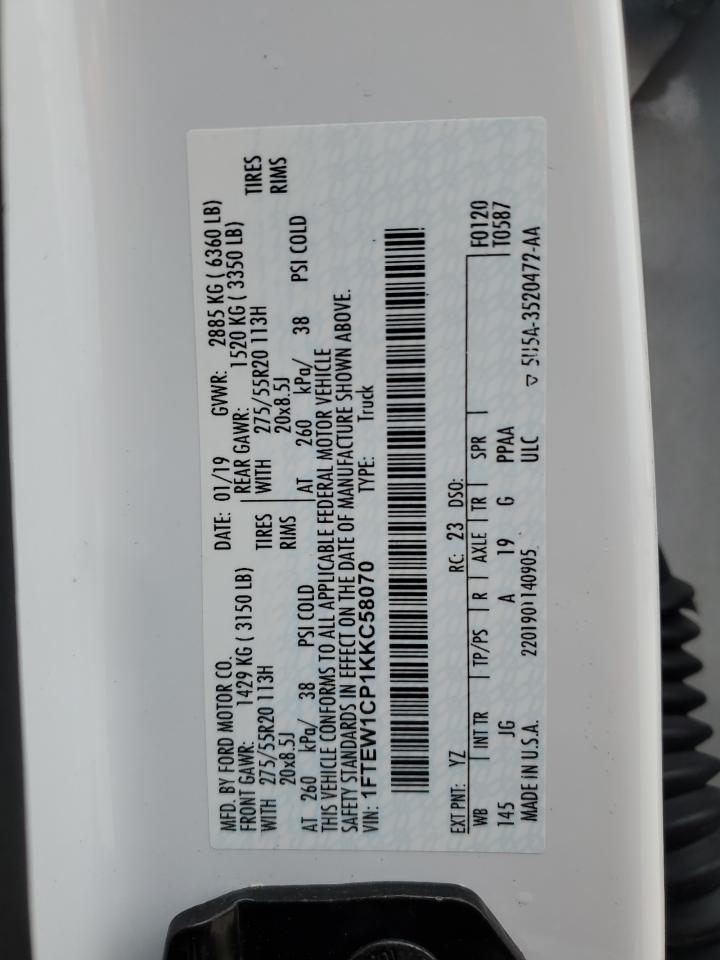 MFD. BY FORD MOTOR CO.
DATE: 01/19 GVWR: 2885 KG ( 6360 LB)
FRONT GAWR: 1429 KG ( 3150 LB) REAR GAWR: 1520 KG ( 3350 LB)
WITH 275/55R20 113H TIRES WITH 275/55R20 113H TIRES
20x8.5J RIMS 20x8.5J RIMS
AT 260 kPa/ 38 PSI COLD AT 260 kPa/ 38 PSI COLD
THIS VEHICLE CONFORMS TO ALL APPLICABLE FEDERAL MOTOR VEHICLE
SAFETY STANDARDS IN EFFECT ON THE DATE OF MANUFACTURE SHOWN ABOVE.
VIN: 1FTEW1CP1KKC58070 TYPE: Truck
EXT PNT: YZ RC: 23 DSO:
WB INT TR TP/PS R AXLE TR SPR F0120
145 JG A 19 G PPAA T0587
MADE IN U.S.A. 2201901140905 ULC
5U5A-3520472-AA